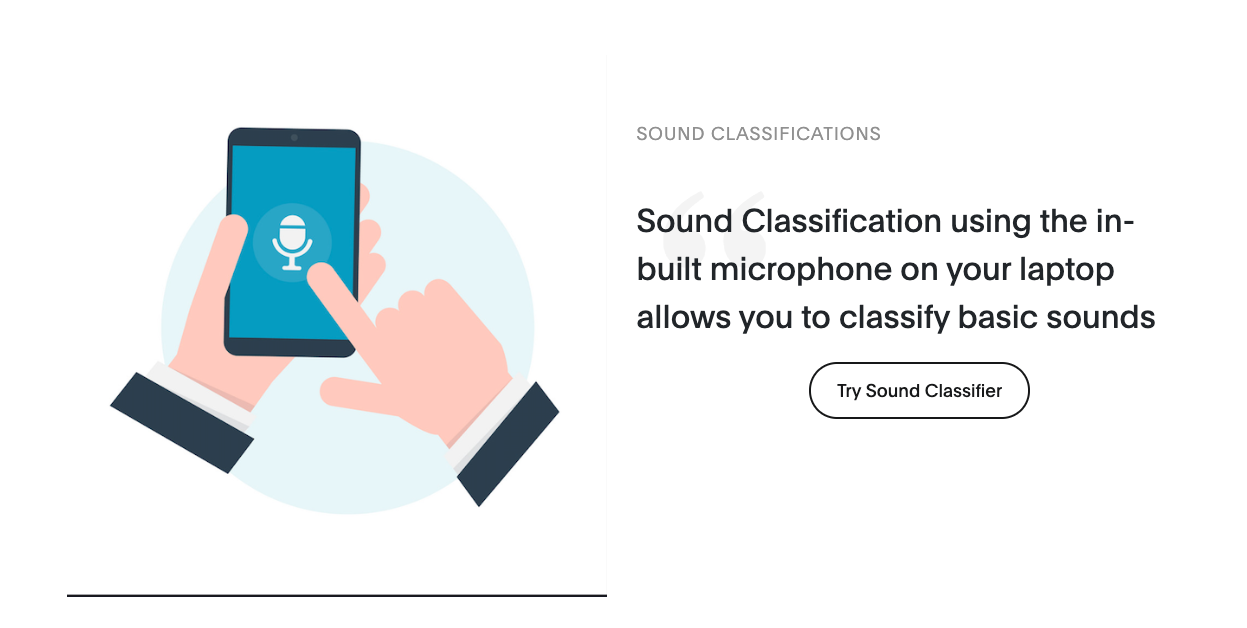 SOUND CLASSIFICATIONS
Sound Classification using the in-
built microphone on your laptop
allows you to classify basic sounds
Try Sound Classifier